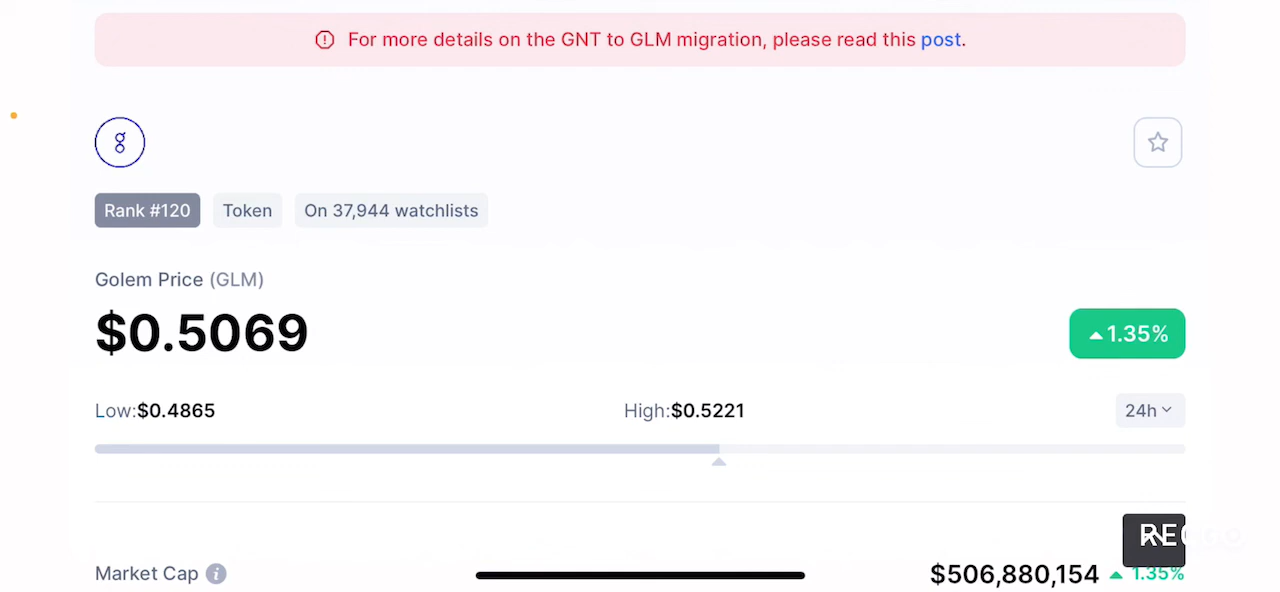 For more details on the GNT to GLM migration, please read this post.
Rank #120 Token On 37,944 watchlists
Golem Price (GLM)
$0.5069 1.35%
Low:$0.4865 High:$0.5221 24h
Market Cap $506,880,154 1.35%